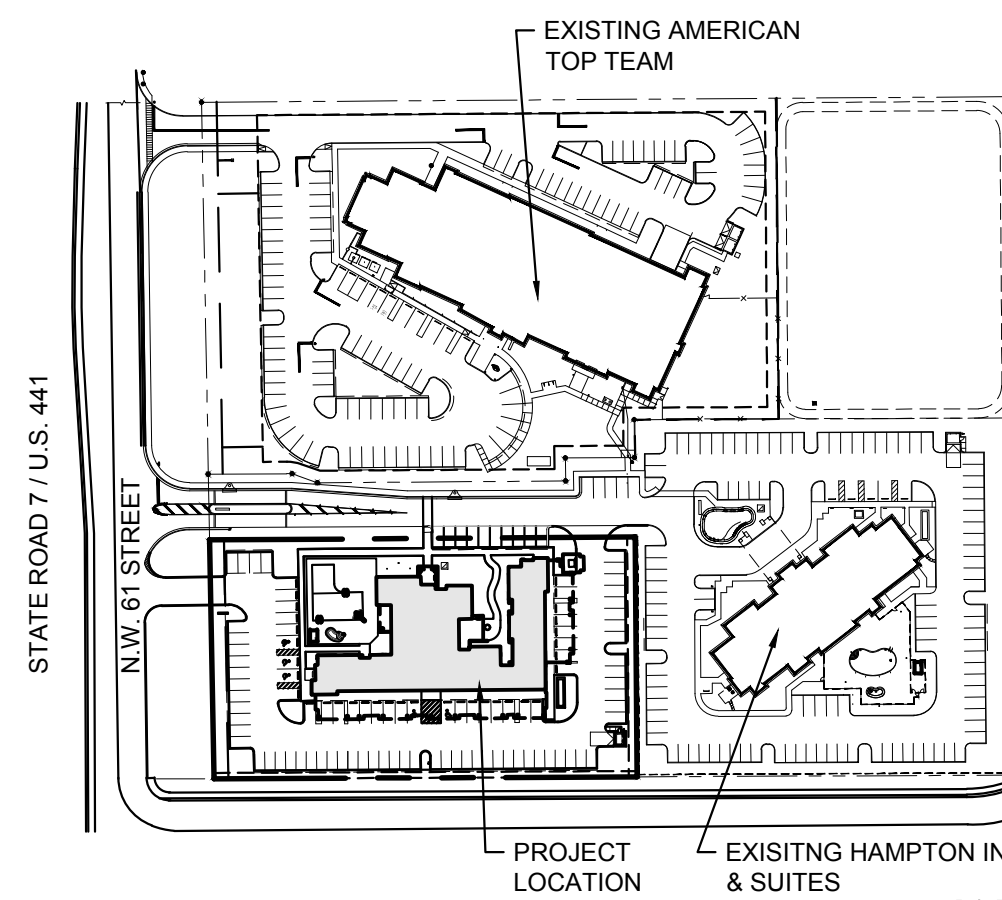 EXISTING AMERICAN
TOP TEAM
STATE ROAD 7 / U.S. 441
N.W. 61 STREET
PROJECT
LOCATION
EXISITNG HAMPTON IN
& SUITES